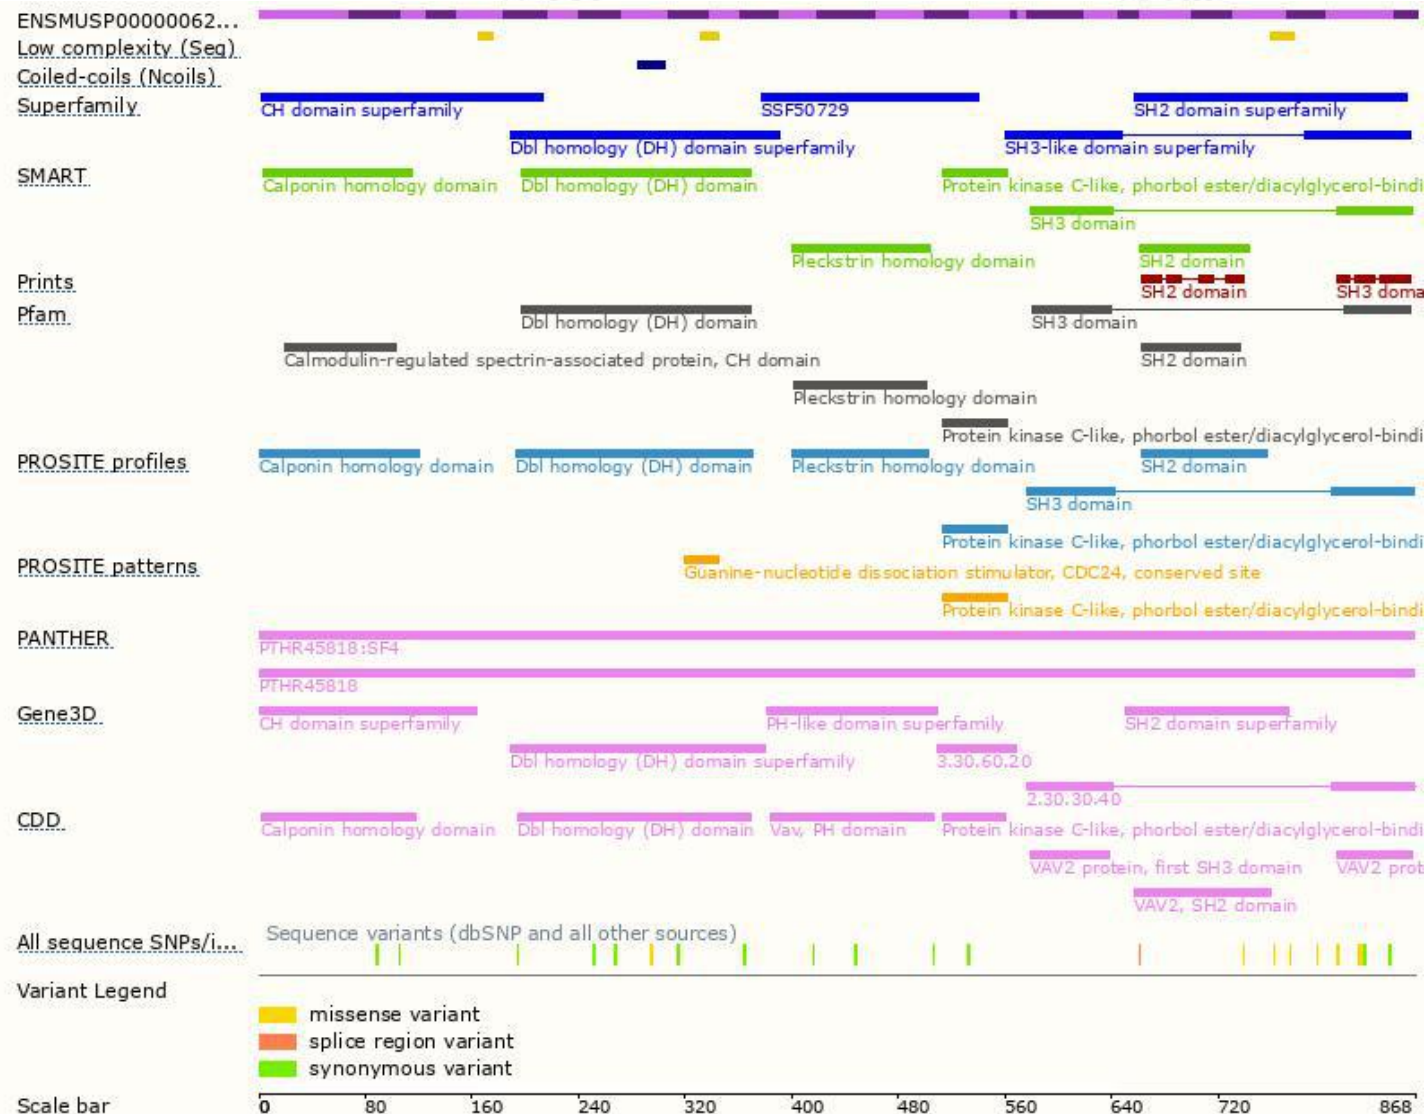 ENSMUSP00000062...
Low complexity (Seg)
Coiled-coils (Ncoils)
Superfamily
CH domain superfamily
SSF50729
SH2 domain superfamily
Dbl homology (DH) domain superfamily
SH3-like domain superfamily
SMART
Calponin homology domain
Dbl homology (DH) domain
Protein kinase C-like, phorbol ester/diacylglycerol-bindi
SH3 domain
Pleckstrin homology domain
SH2 domain
Prints
SH2 domain
SH3 doma
Pfam
Dbl homology (DH) domain
SH3 domain
Calmodulin-regulated spectrin-associated protein, CH domain
SH2 domain
Pleckstrin homology domain
Protein kinase C-like, phorbol ester/diacylglycerol-bindi
PROSITE profiles
Calponin homology domain
Dbl homology (DH) domain
Pleckstrin homology domain
SH2 domain
SH3 domain
Protein kinase C-like, phorbol ester/diacylglycerol-bindi
PROSITE patterns
Guanine-nucleotide dissociation stimulator, CDC24, conserved site
Protein kinase C-like, phorbol ester/diacylglycerol-bindi
PANTHER
PTHR45818:SF4
PTHR45818
Gene3D
CH domain superfamily
PH-like domain superfamily
SH2 domain superfamily
Dbl homology (DH) domain superfamily
3.30.60.20
2.30.30.40
CDD
Calponin homology domain
Dbl homology (DH) domain
Vav, PH domain
Protein kinase C-like, phorbol ester/diacylglycerol-bindi
VAV2 protein, first SH3 domain
VAV2 prot
VAV2, SH2 domain
All sequence SNPs/i...
Sequence variants (dbSNP and all other sources)
Variant Legend
missense variant
splice region variant
synonymous variant
Scale bar
0 80 160 240 320 400 480 560 640 720 868